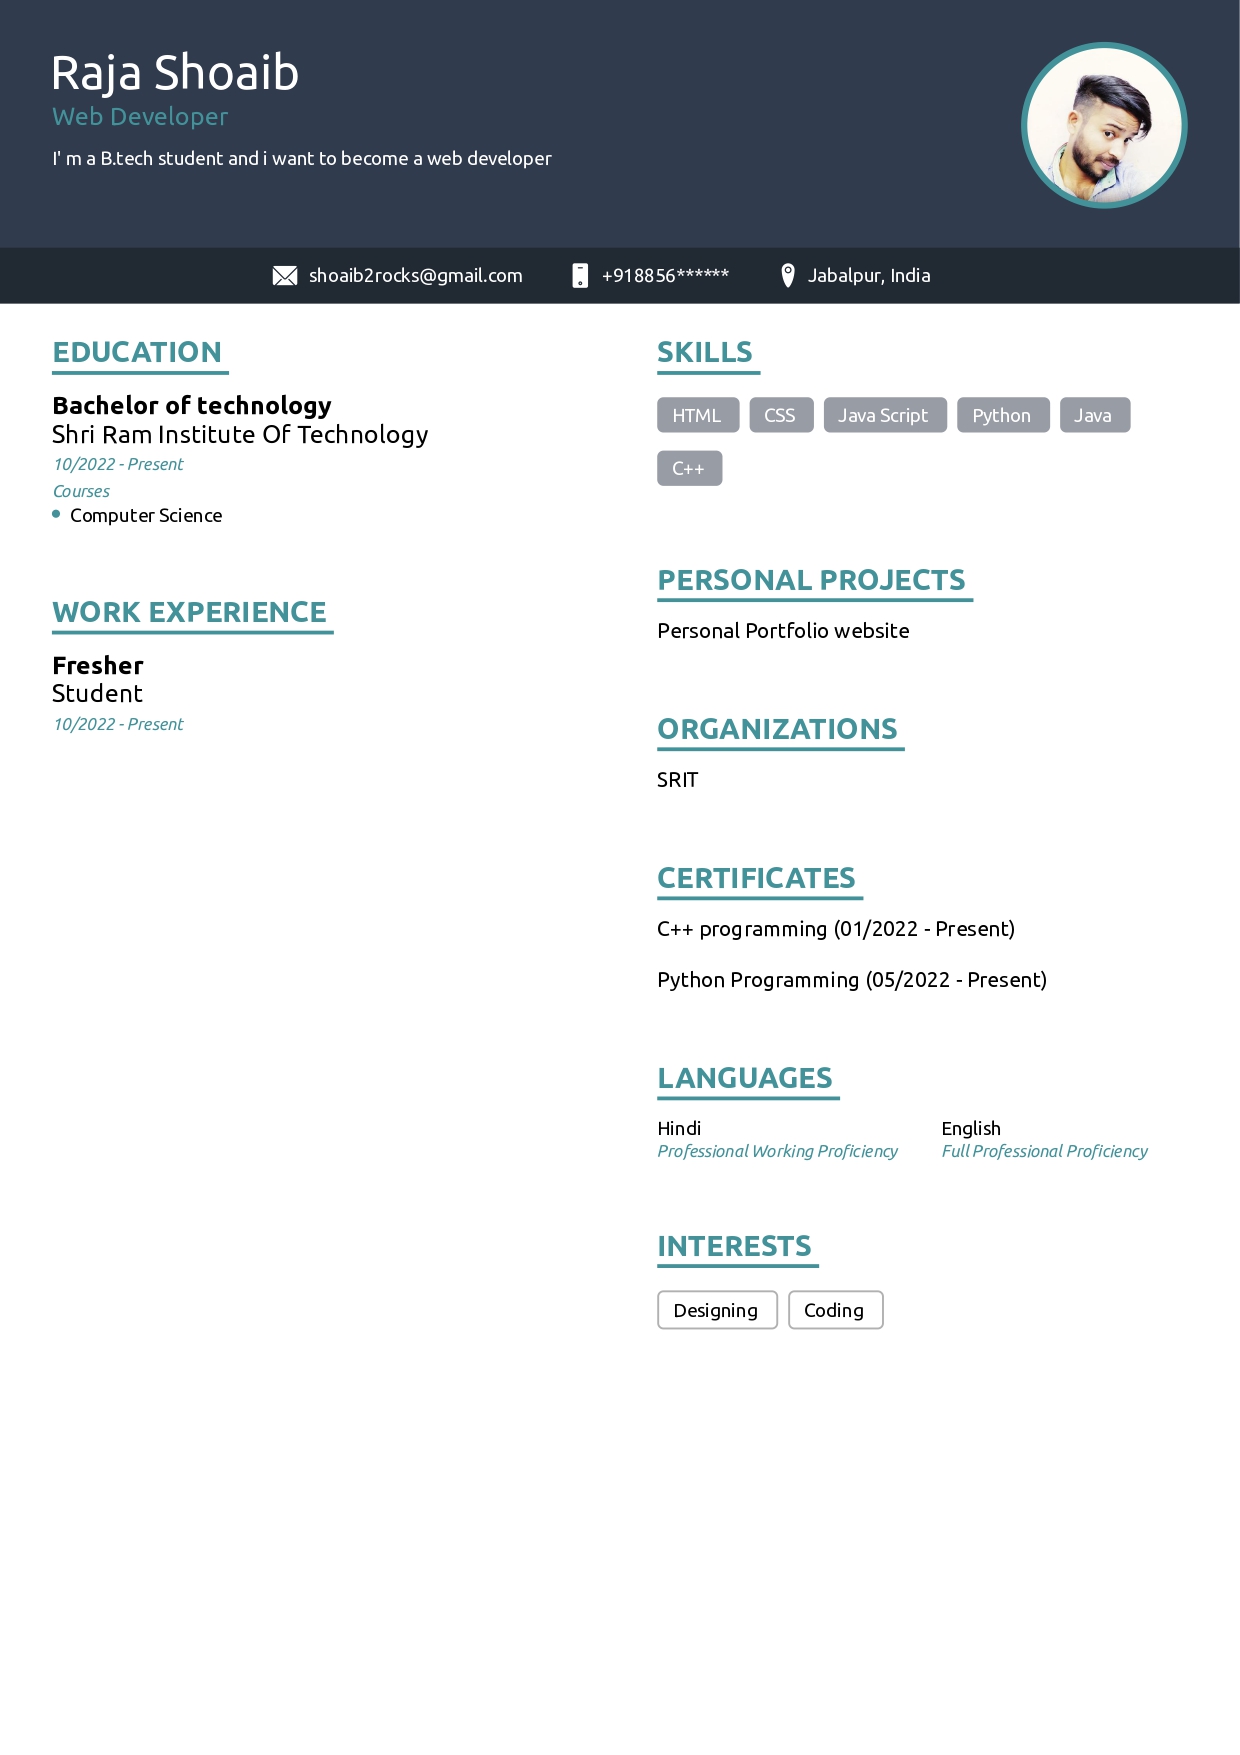 Raja Shoaib
Web Developer
I' m a B.tech student and i want to become a web developer
shoaib2rocks@gmail.com
+918856******
Jabalpur, India
EDUCATION
Bachelor of technology
Shri Ram Institute Of Technology
10/2022 - Present
Courses
Computer Science
WORK EXPERIENCE
Fresher
Student
10/2022 - Present
SKILLS
HTML CSS Java Script Python Java
C++
PERSONAL PROJECTS
Personal Portfolio website
ORGANIZATIONS
SRIT
CERTIFICATES
C++ programming (01/2022 - Present)
Python Programming (05/2022 - Present)
LANGUAGES
Hindi
Professional Working Proficiency
English
Full Professional Proficiency
INTERESTS
Designing Coding